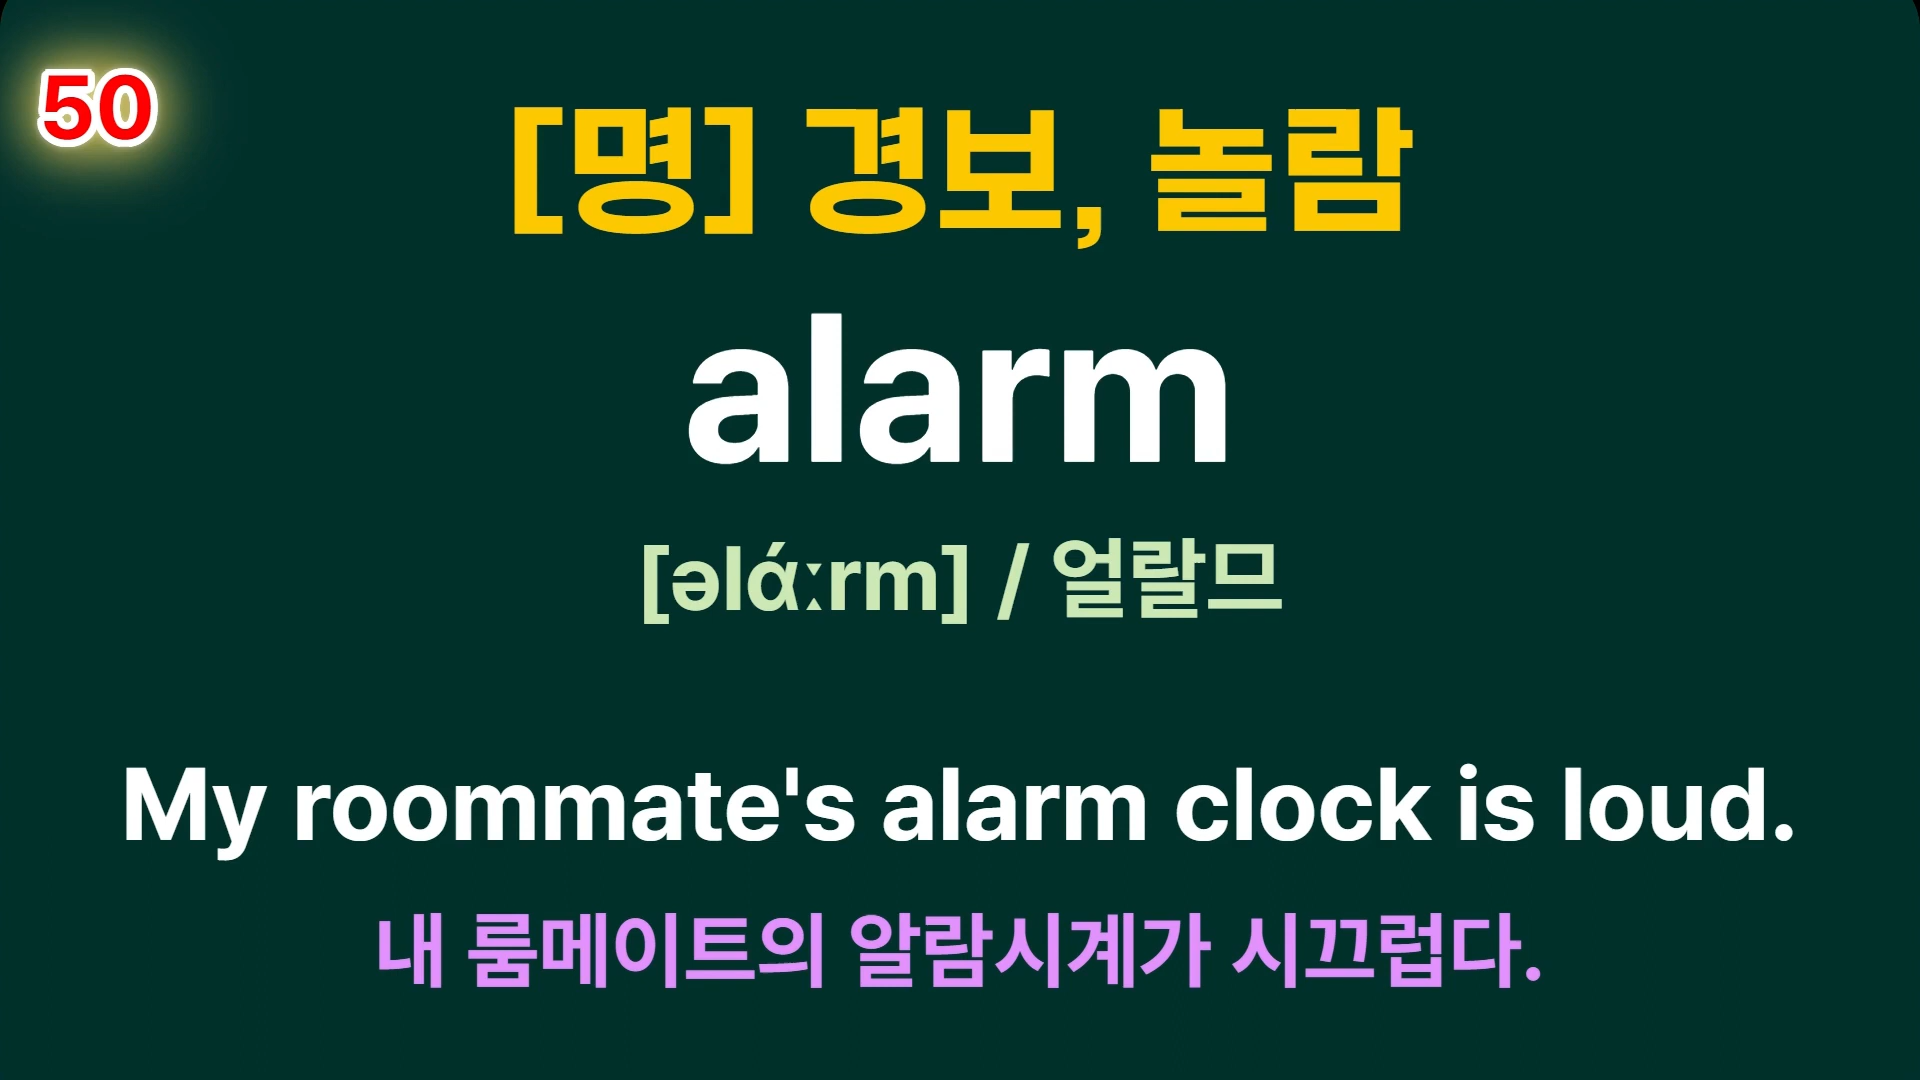 50
[명] 경보, 놀람
alarm
[əlɑ́ːrm] / 얼랄므
My roommate's alarm clock is loud.
내 룸메이트의 알람시계가 시끄럽다.